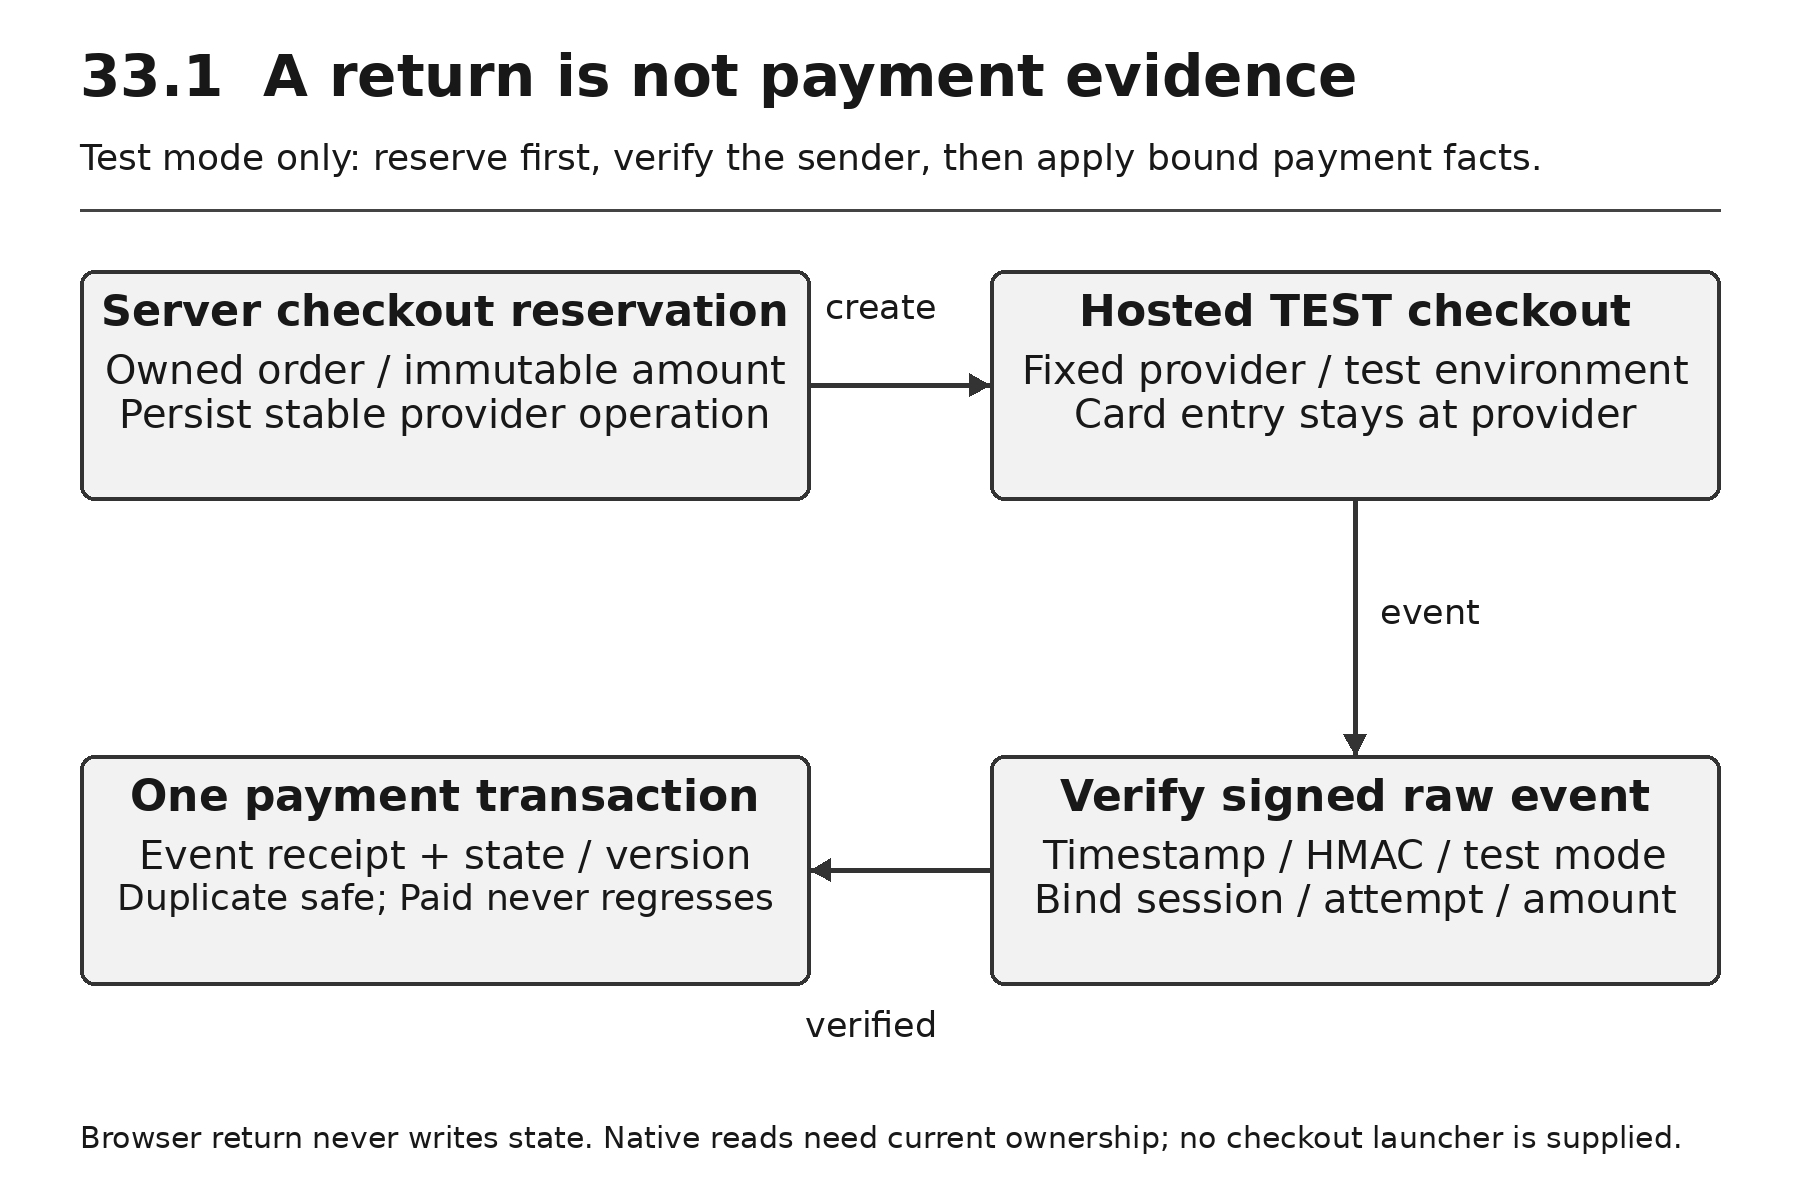 33.1  A return is not payment evidence
Test mode only: reserve first, verify the sender, then apply bound payment facts.
Server checkout reservation
Owned order / immutable amount
Persist stable provider operation
create
Hosted TEST checkout
Fixed provider / test environment
Card entry stays at provider
event
One payment transaction
Event receipt + state / version
Duplicate safe; Paid never regresses
Verify signed raw event
Timestamp / HMAC / test mode
Bind session / attempt / amount
verified
Browser return never writes state. Native reads need current ownership; no checkout launcher is supplied.